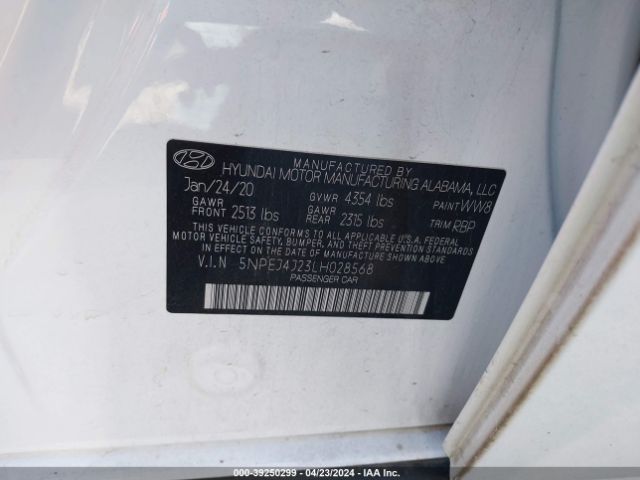 MANUFACTURED BY
HYUNDAI MOTOR MANUFACTURING ALABAMA, LLC
Jan/24/20 GVWR 4354 lbs PAINT WW8
GAWR FRONT 2513 lbs GAWR REAR 2315 lbs TRIM RBP
THIS VEHICLE CONFORMS TO ALL APPLICABLE U.S.A FEDERAL
MOTOR VEHICLE SAFETY, BUMPER, AND THEFT PREVENTION STANDARDS
IN EFFECT ON THE DATE OF MANUFACTURE SHOWN ABOVE.
V.I.N 5NPEJ4J23LH028568
PASSENGER CAR
000-39250299 - 04/23/2024 - IAA Inc.